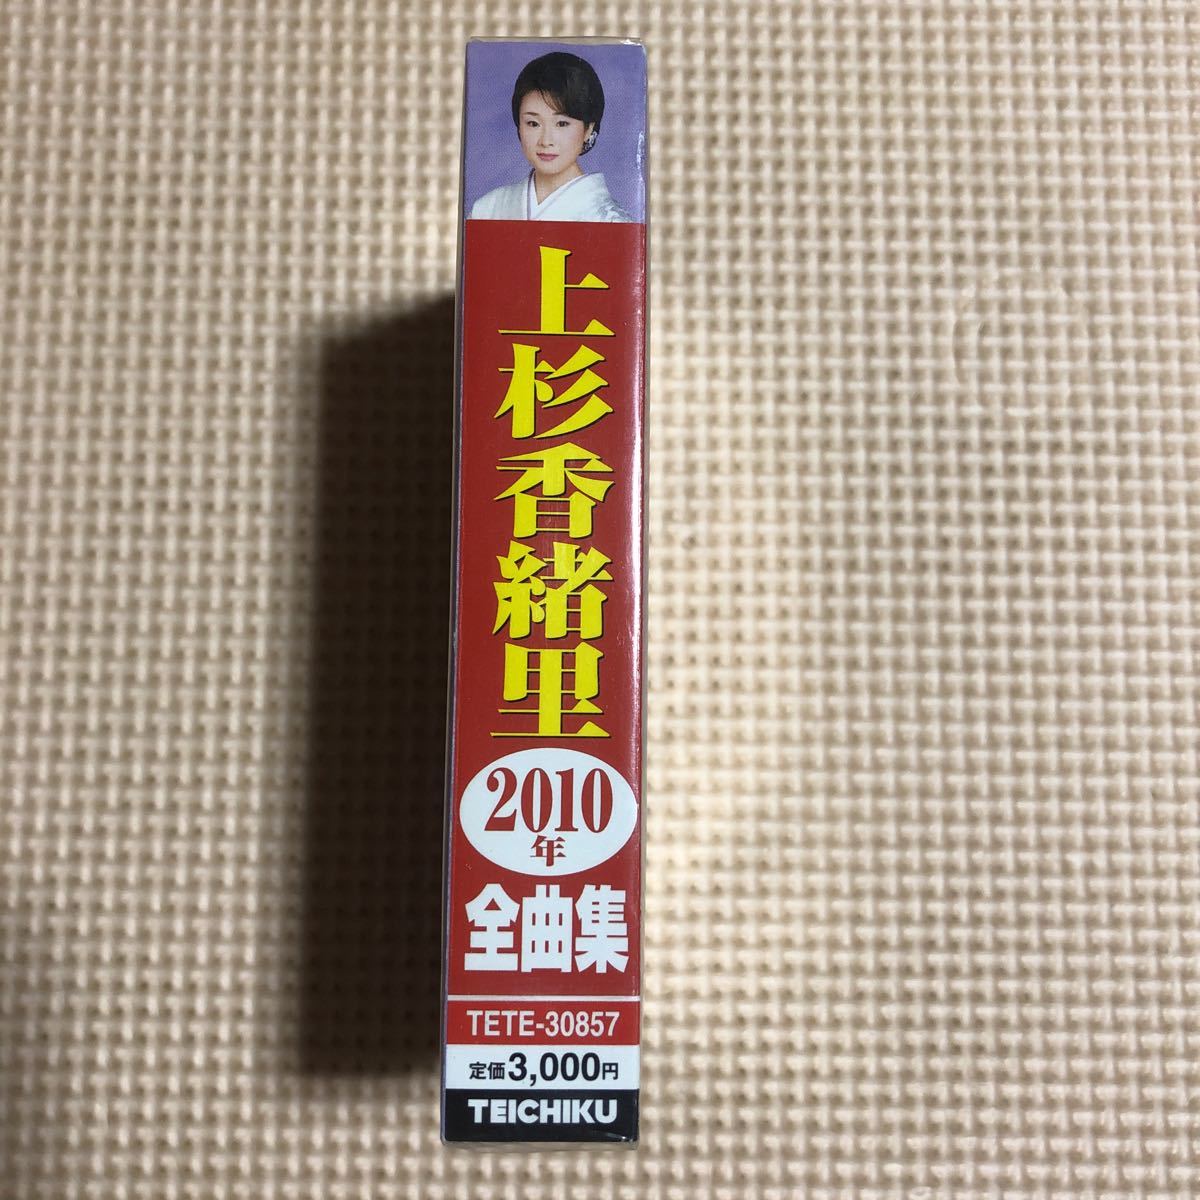 上杉香緒里
2010
年
全曲集
TETE-30857
定価3,000円
TEICHIKU